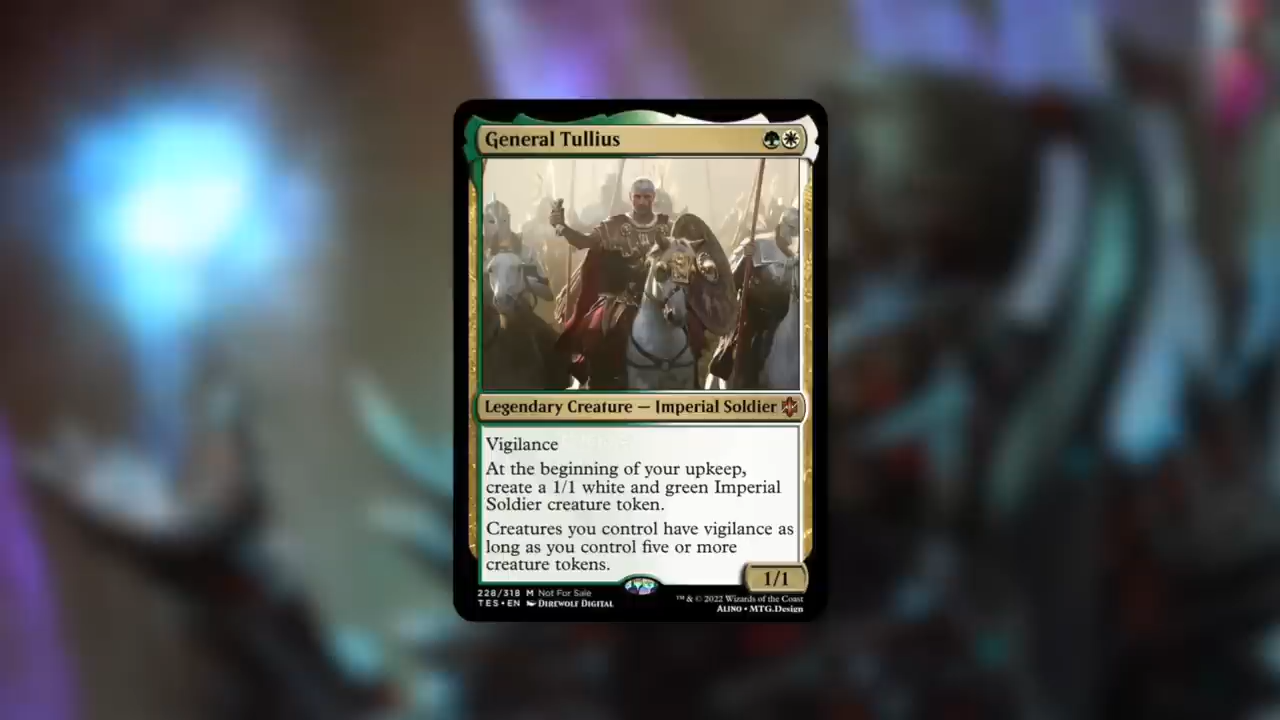 General Tullius
Legendary Creature — Imperial Soldier
Vigilance
At the beginning of your upkeep,
create a 1/1 white and green Imperial
Soldier creature token.
Creatures you control have vigilance as
long as you control five or more
creature tokens.
1/1
228/318 M Not For Sale
TES • EN Direwolf Digital
™ & © 2022 Wizards of the Coast
Alino • MTG.Design